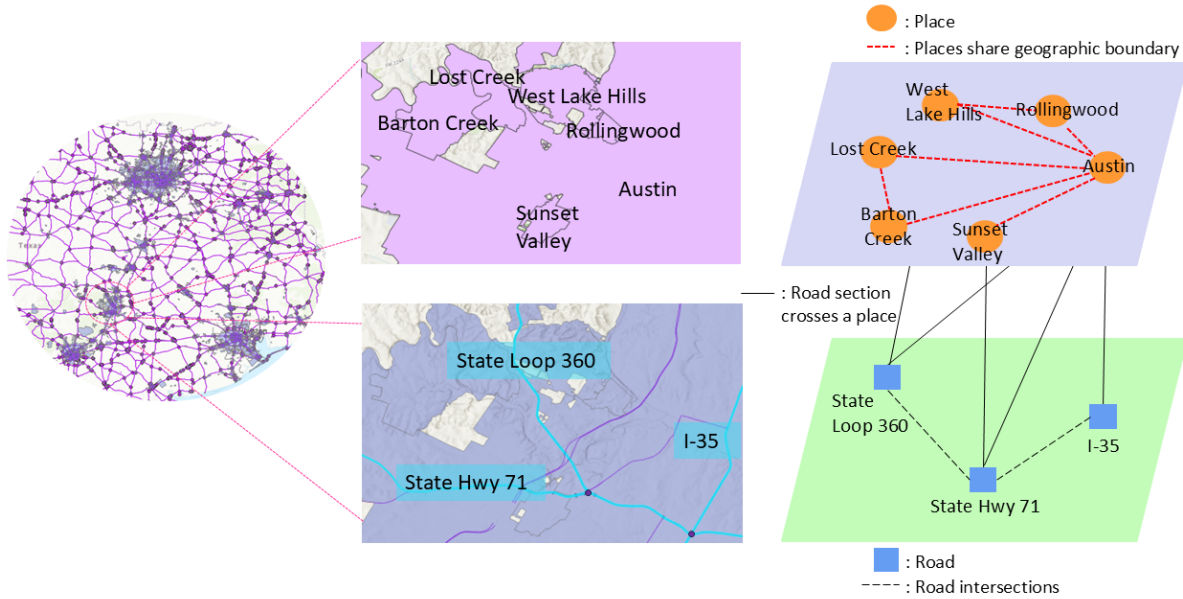 Texas
Lost Creek
West Lake Hills
Barton Creek
Rollingwood
Austin
Sunset
Valley
State Loop 360
I-35
State Hwy 71
: Place
: Places share geographic boundary
West
Lake Hills
Rollingwood
Lost Creek
Austin
Barton
Creek
Sunset
Valley
: Road section
crosses a place
State
Loop 360
I-35
State Hwy 71
: Road
: Road intersections